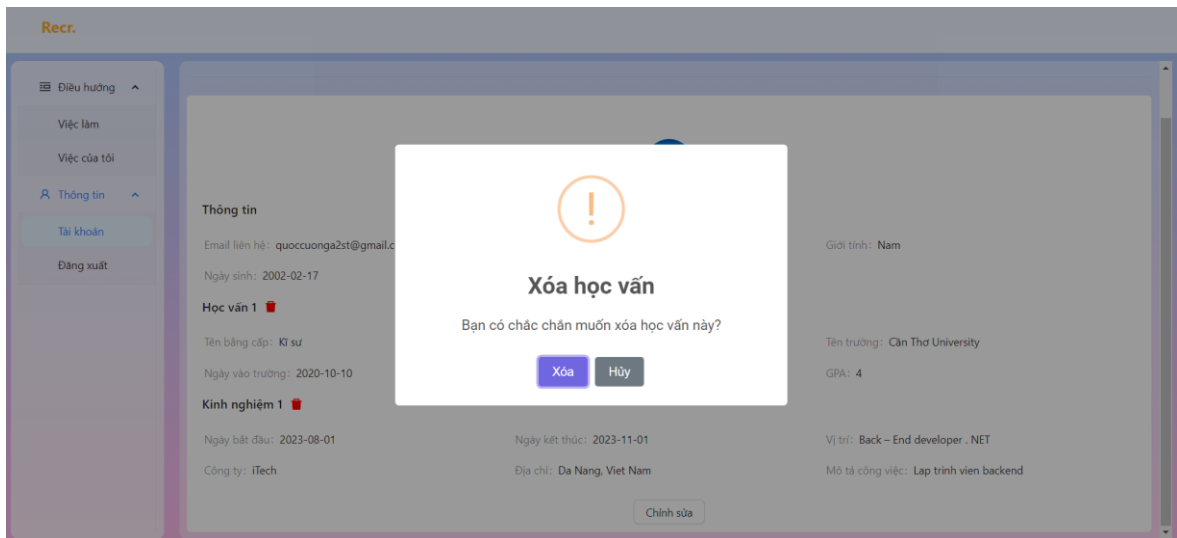 Recr.
Điều hướng
Việc làm
Việc của tôi
Thông tin
Tài khoản
Đăng xuất
Thông tin
Email liên hệ: quoccuonga2st@gmail.c
Giới tính: Nam
Ngày sinh: 2002-02-17
Học vấn 1
Tên bằng cấp: Kĩ sư
Tên trường: Cần Thơ University
Ngày vào trường: 2020-10-10
GPA: 4
!
Xóa học vấn
Bạn có chắc chắn muốn xóa học vấn này?
Xóa Hủy
Kinh nghiệm 1
Ngày bắt đầu: 2023-08-01 Ngày kết thúc: 2023-11-01 Vị trí: Back – End developer . NET
Công ty: iTech Địa chỉ: Da Nang, Viet Nam Mô tả công việc: Lap trinh vien backend
Chỉnh sửa